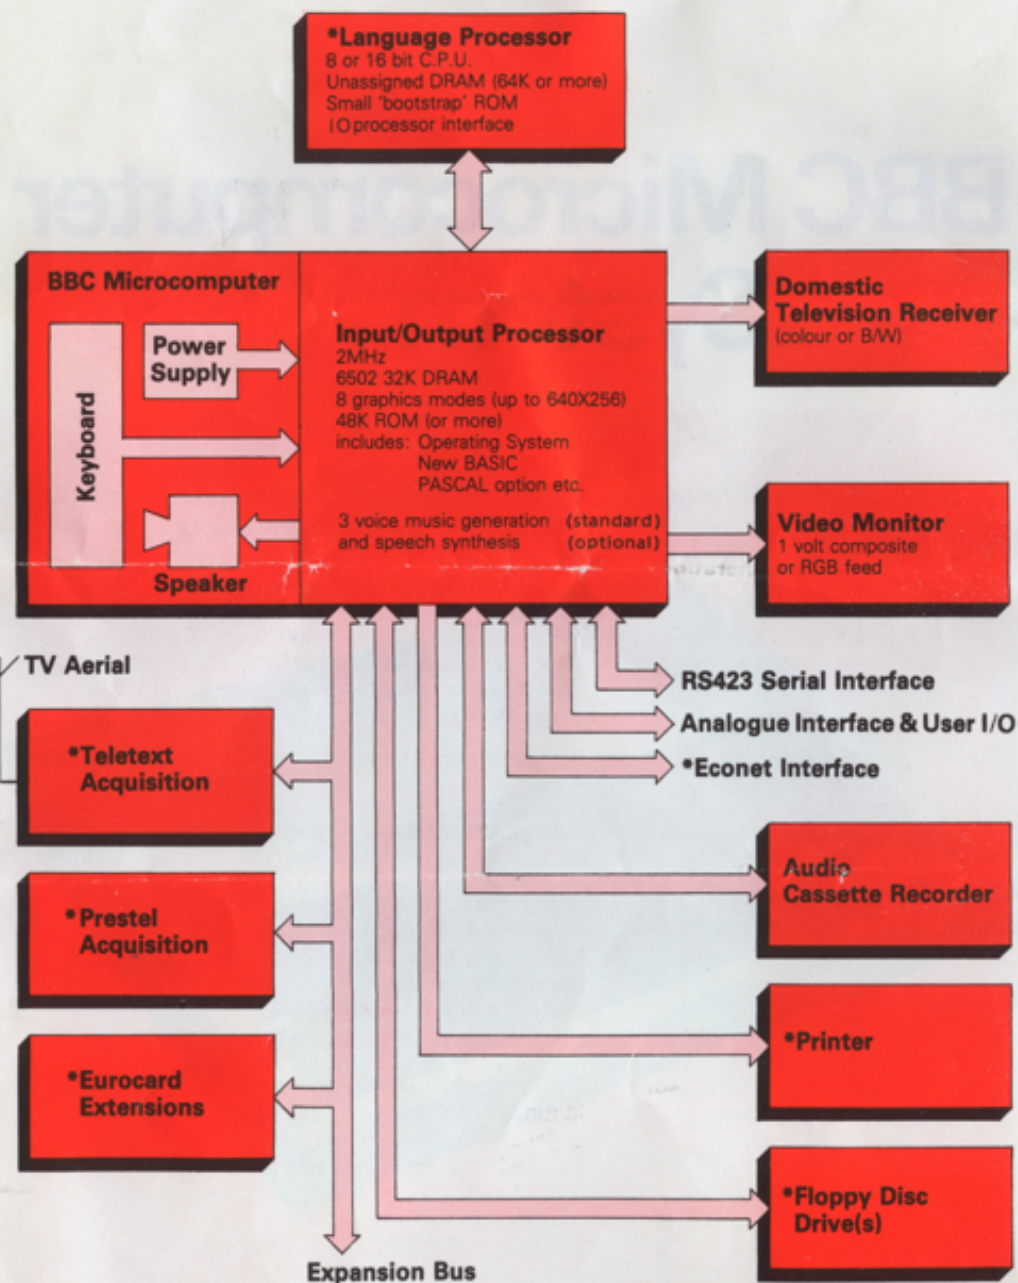 *Language Processor
8 or 16 bit C.P.U.
Unassigned DRAM (64K or more)
Small 'bootstrap' ROM
IO processor interface
BBC Microcomputer
BBC Microcomputer
Power
Supply
Keyboard
Speaker
Input/Output Processor
2MHz
6502 32K DRAM
8 graphics modes (up to 640X256)
48K ROM (or more)
includes: Operating System
New BASIC
PASCAL option etc.
3 voice music generation (standard)
and speech synthesis (optional)
Domestic
Television Receiver
(colour or B/W)
Video Monitor
1 volt composite
or RGB feed
TV Aerial
RS423 Serial Interface
Analogue Interface & User I/O
*Econet Interface
*Teletext
Acquisition
*Prestel
Acquisition
*Eurocard
Extensions
Audio
Cassette Recorder
*Printer
*Floppy Disc
Drive(s)
Expansion Bus